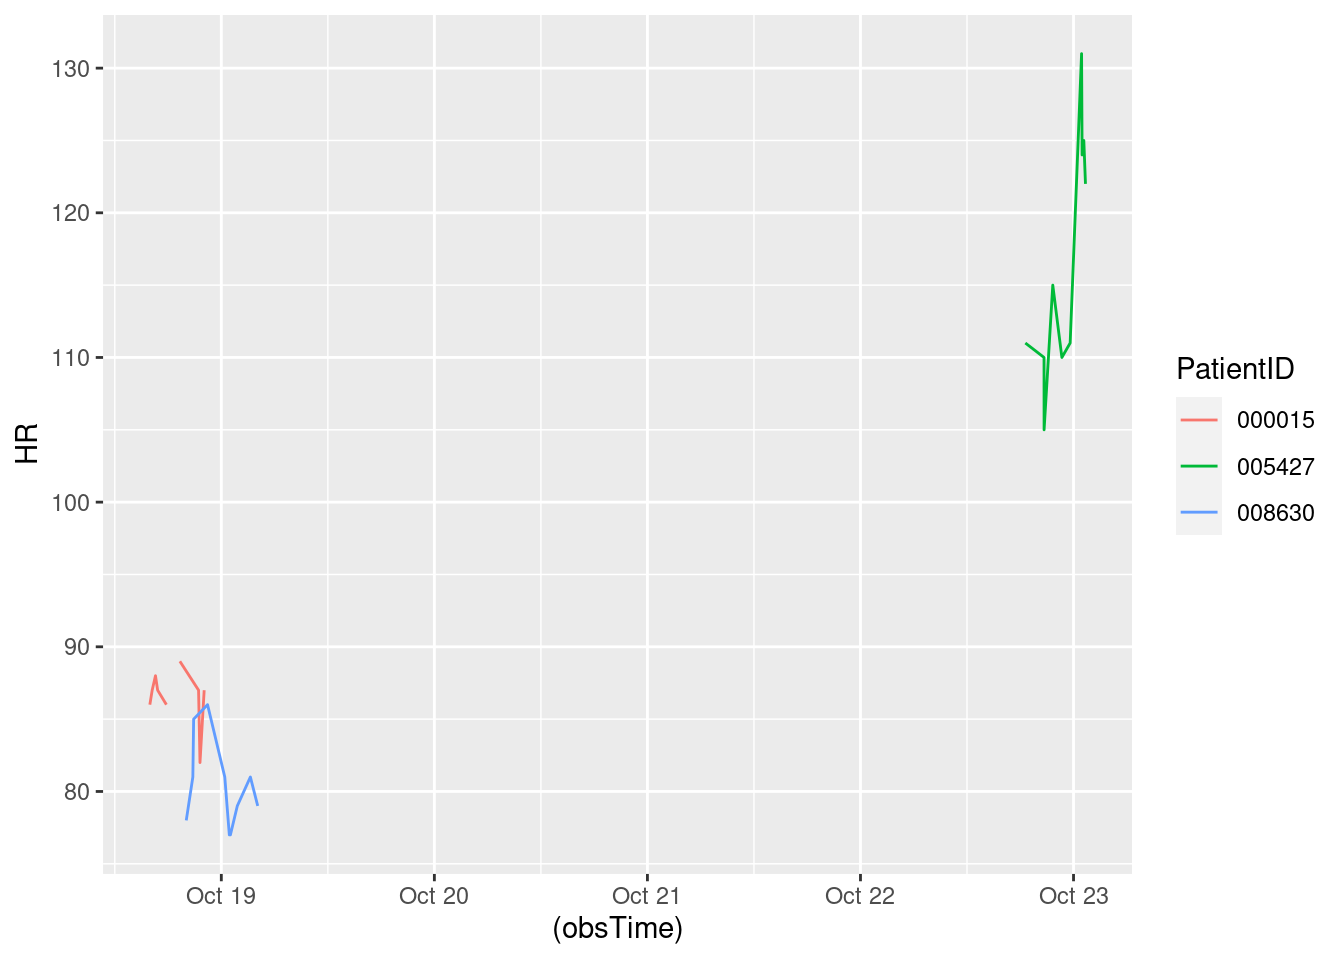 130
120
110
100
90
80
HR
Oct 19
Oct 20
Oct 21
Oct 22
Oct 23
(obsTime)
PatientID
000015
005427
008630